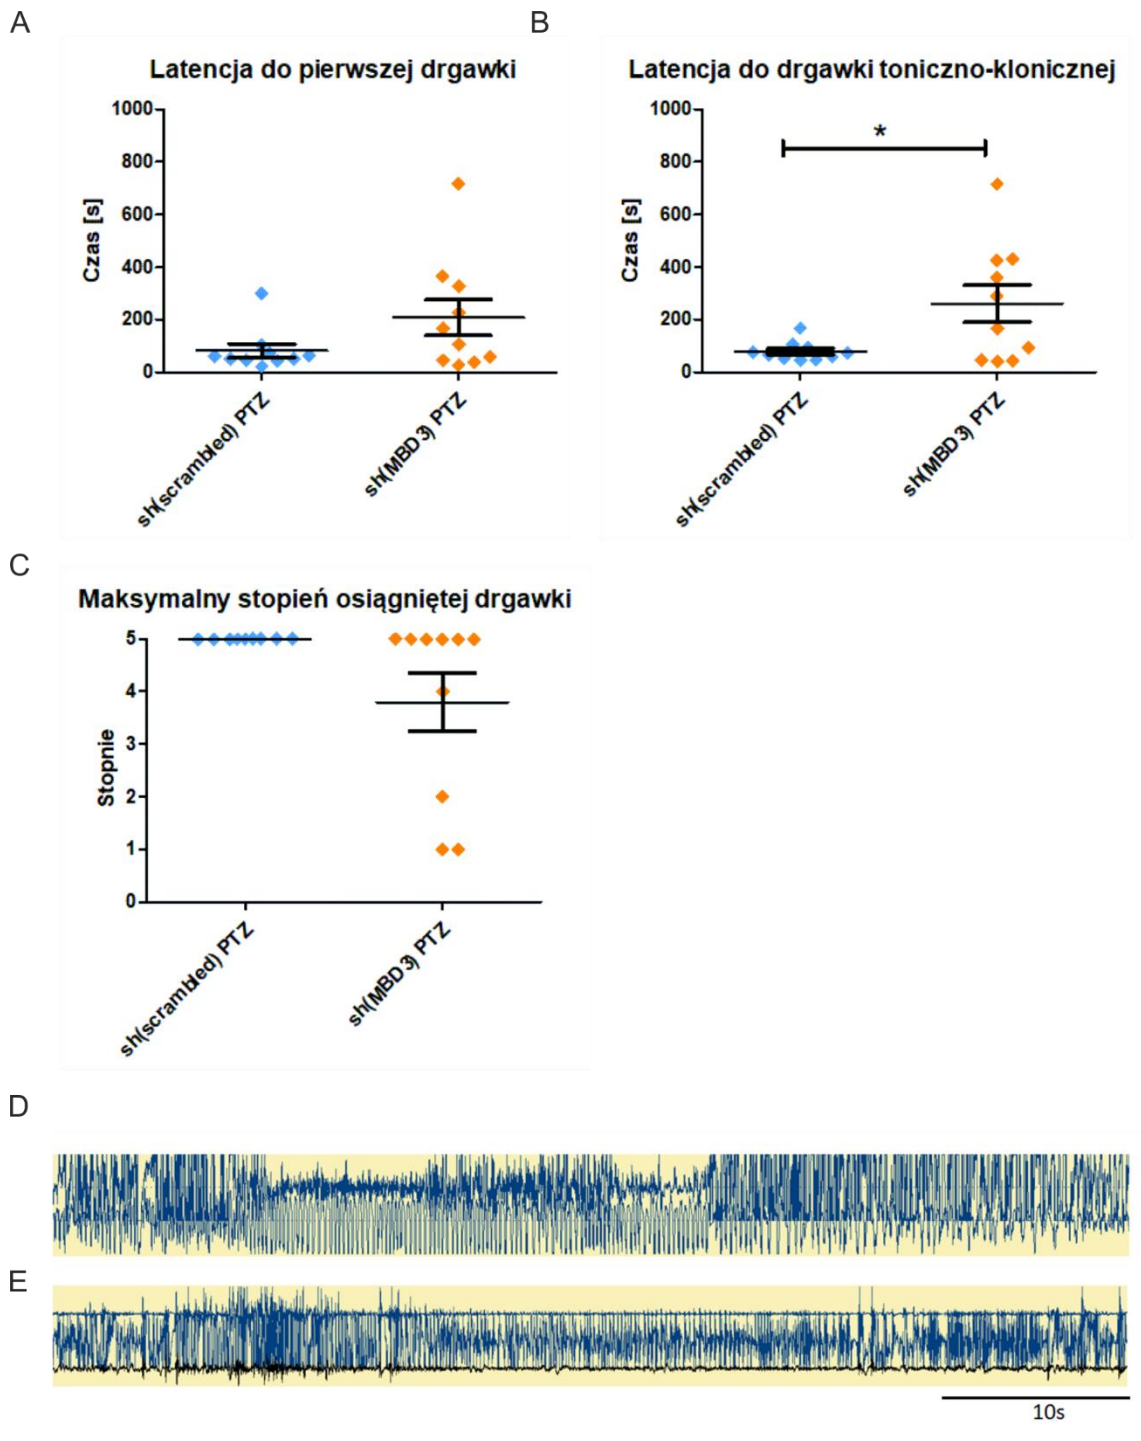 A
B
Latencja do pierwszej drgawki
Latencja do drgawki toniczno-klonicznej
1000
800
600
400
200
0
Czas [s]
sh(scrambled) PTZ
sh(MBD3) PTZ
1000
800
600
400
200
0
Czas [s]
*
sh(scrambled) PTZ
sh(MBD3) PTZ
C
Maksymalny stopień osiągniętej drgawki
5
4
3
2
1
0
Stopnie
sh(scrambled) PTZ
sh(MBD3) PTZ
D
E
10s